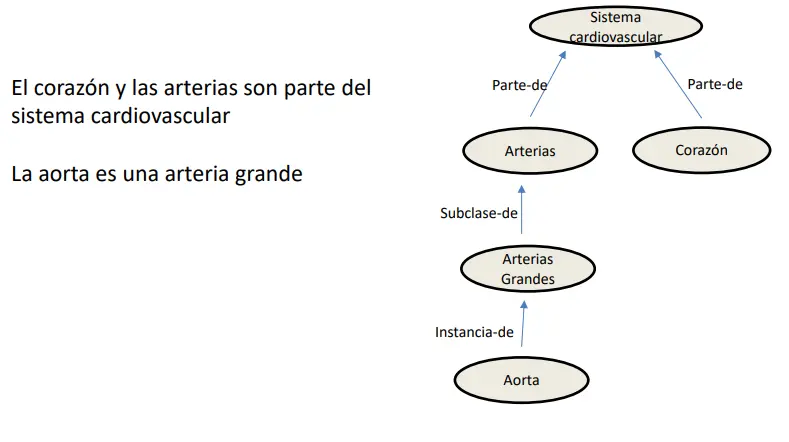 El corazón y las arterias son parte del
sistema cardiovascular
La aorta es una arteria grande
Sistema
cardiovascular
Parte-de
Parte-de
Arterias
Corazón
Subclase-de
Arterias
Grandes
Instancia-de
Aorta